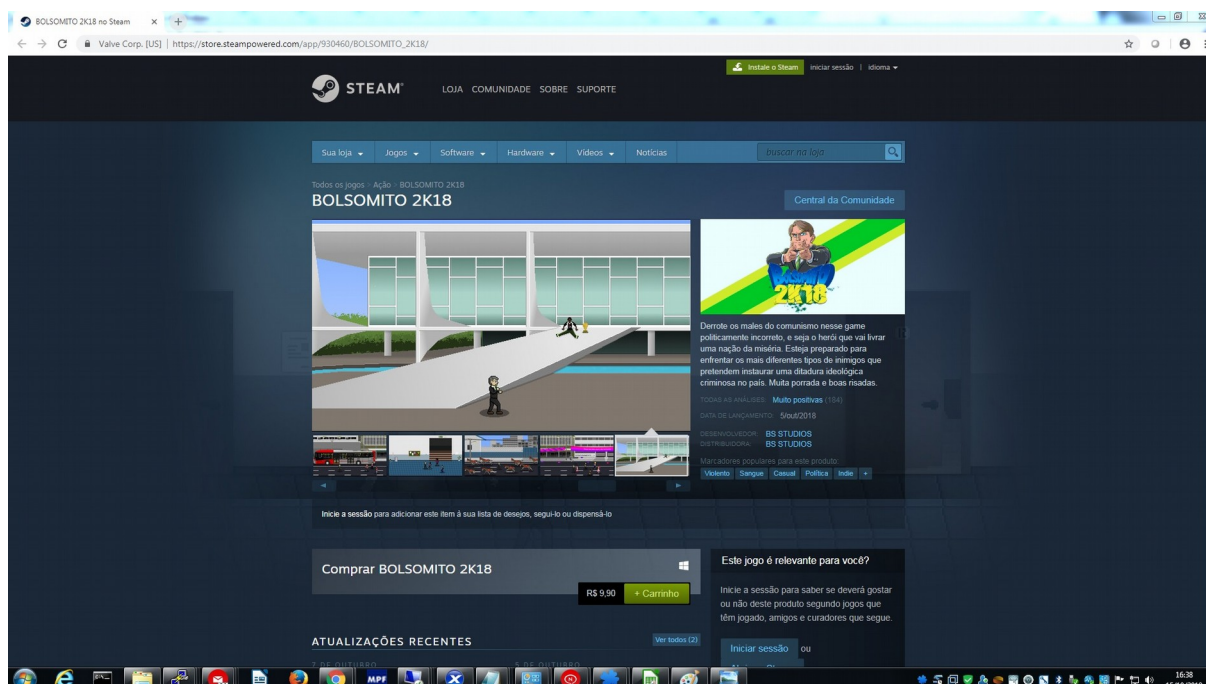 BOLSOMITO 2K18 no Steam
Valve Corp. [US] | https://store.steampowered.com/app/930460/BOLSOMITO_2K18/
Instale o Steam
iniciar sessão | idioma
STEAM®
LOJA COMUNIDADE SOBRE SUPORTE
Sua loja
Jogos
Software
Hardware
Vídeos
Notícias
buscar na loja
Todos os jogos > Ação > BOLSOMITO 2K18
BOLSOMITO 2K18
Central da Comunidade
BOLSOMITO
2K18
Derrote os males do comunismo nesse game
politicamente incorreto, e seja o herói que vai livrar
uma nação da miséria. Esteja preparado para
enfrentar os mais diferentes tipos de inimigos que
pretendem instaurar uma ditadura ideológica
criminosa no país. Muita porrada e boas risadas.
TODAS AS ANÁLISES: Muito positivas (184)
DATA DE LANÇAMENTO: 5/out/2018
DESENVOLVEDOR: BS STUDIOS
DISTRIBUIDORA: BS STUDIOS
Marcadores populares para este produto:
Violento
Sangue
Casual
Política
Indie
+
Inicie a sessão para adicionar este item à sua lista de desejos, segui-lo ou dispensá-lo
Comprar BOLSOMITO 2K18
R$ 9,90
+ Carrinho
Este jogo é relevante para você?
Inicie a sessão para saber se deverá gostar
ou não deste produto segundo jogos que
têm jogado, amigos e curadores que segue.
Iniciar sessão ou
ATUALIZAÇÕES RECENTES
Ver todos (2)
7 DE OUTUBRO
5 DE OUTUBRO
MPF
16:38